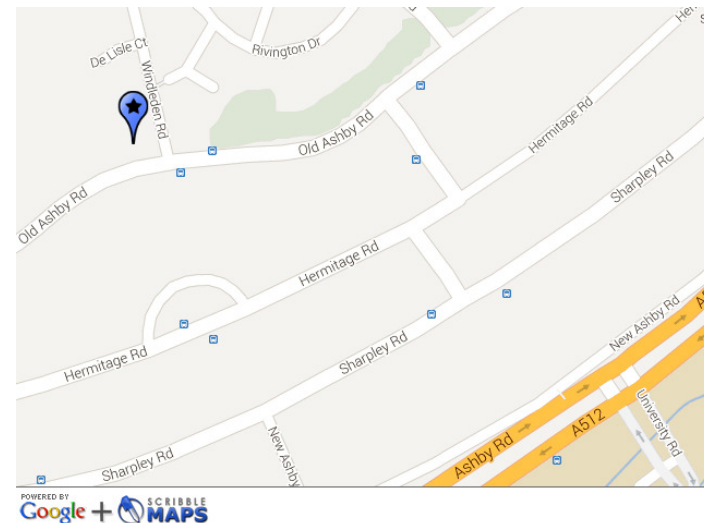 Her
S
De Lisle Ct
Rivington Dr
Windleden Rd
Hermitage Rd
Old Ashby Rd
Sharpley Rd
Old Ashby Rd
Hermitage Rd
New Ashby Rd
Sharpley Rd
Hermitage Rd
University Rd
A512
New Ashby
Ashby Rd
Sharpley Rd
POWERED BY
Google + SCRIBBLE
MAPS